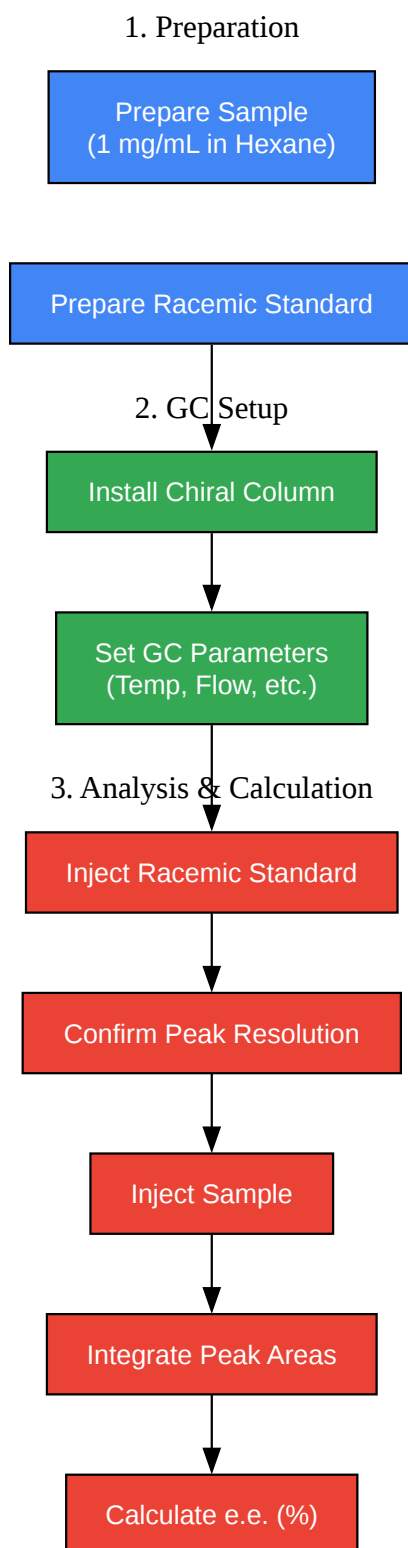 1. Preparation
Prepare Sample
(1 mg/mL in Hexane)
Prepare Racemic Standard
2. GC Setup
Install Chiral Column
Set GC Parameters
(Temp, Flow, etc.)
3. Analysis & Calculation
Inject Racemic Standard
Confirm Peak Resolution
Inject Sample
Integrate Peak Areas
Calculate e.e. (%)